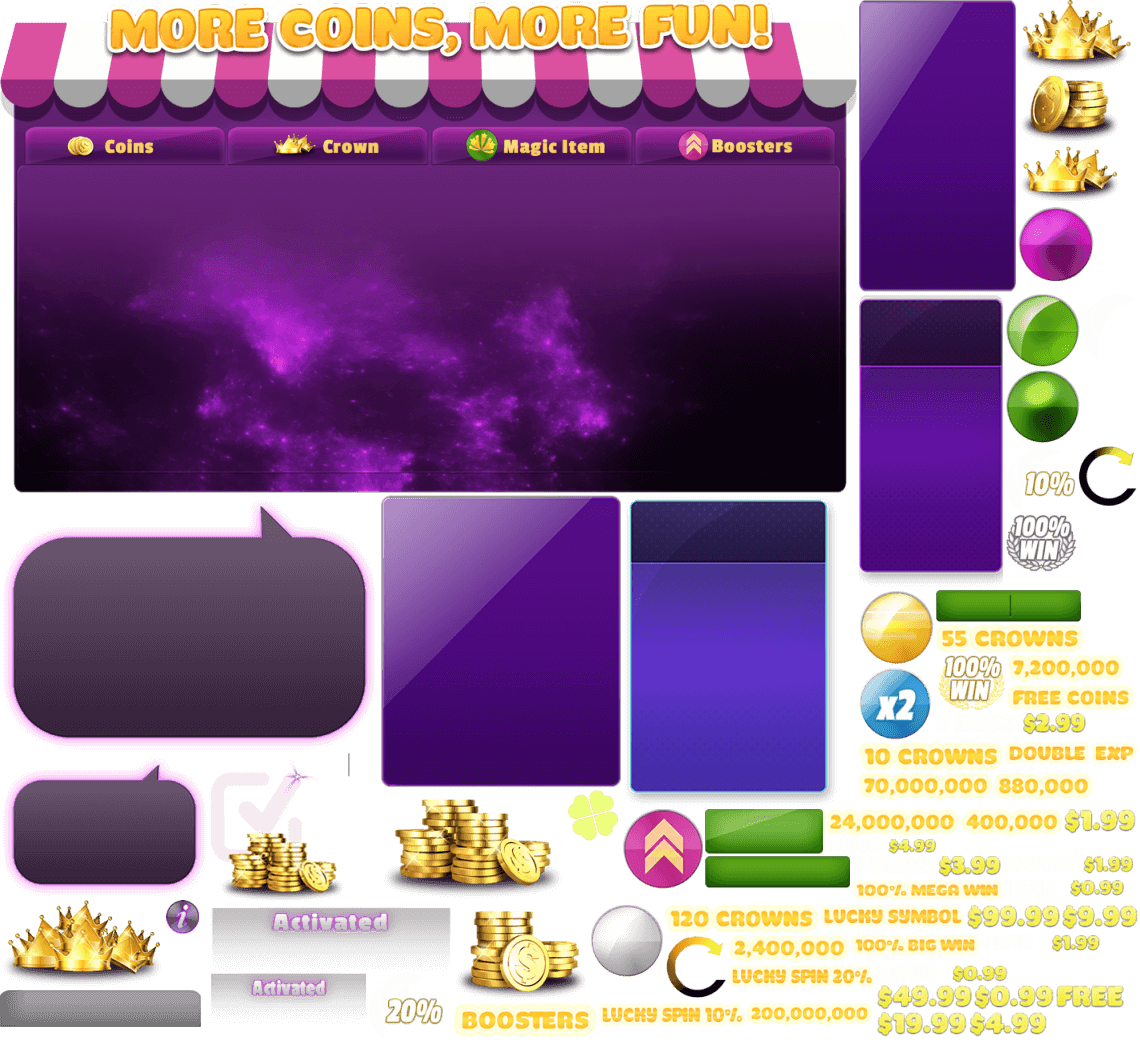 MORE COINS, MORE FUN!
Coins
Crown
Magic Item
Boosters
10%
100%
WIN
55 CROWNS
100%
WIN
7,200,000
FREE COINS
$2.99
x2
10 CROWNS
DOUBLE EXP
70,000,000
880,000
24,000,000
400,000
$1.99
$4.99
$3.99
$1.99
100% MEGA WIN
$0.99
i
Activated
120 CROWNS
LUCKY SYMBOL
$99.99
$9.99
2,400,000
100% BIG WIN
$1.99
LUCKY SPIN 20%
$0.99
Activated
$49.99
$0.99
FREE
20%
BOOSTERS
LUCKY SPIN 10%
200,000,000
$19.99
$4.99